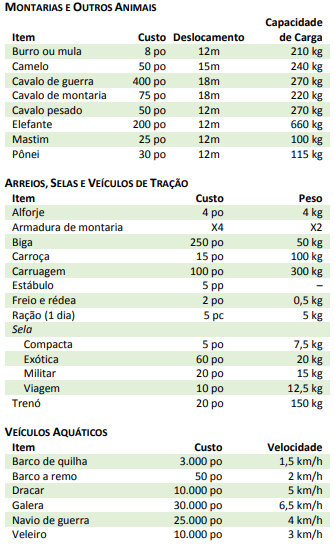 MONTARIAS E OUTROS ANIMAIS
Capacidade
Item Custo Deslocamento de Carga
Burro ou mula 8 po 12m 210 kg
Camelo 50 po 15m 240 kg
Cavalo de guerra 400 po 18m 270 kg
Cavalo de montaria 75 po 18m 220 kg
Cavalo pesado 50 po 12m 270 kg
Elefante 200 po 12m 660 kg
Mastim 25 po 12m 100 kg
Pônei 30 po 12m 115 kg
ARREIOS, SELAS E VEÍCULOS DE TRAÇÃO
Item Custo Peso
Alforje 4 po 4 kg
Armadura de montaria X4 X2
Biga 250 po 50 kg
Carroça 15 po 100 kg
Carruagem 100 po 300 kg
Estábulo 5 pp –
Freio e rédea 2 po 0,5 kg
Ração (1 dia) 5 pc 5 kg
Sela
Compacta 5 po 7,5 kg
Exótica 60 po 20 kg
Militar 20 po 15 kg
Viagem 10 po 12,5 kg
Trenó 20 po 150 kg
VEÍCULOS AQUÁTICOS
Item Custo Velocidade
Barco de quilha 3.000 po 1,5 km/h
Barco a remo 50 po 2 km/h
Dracar 10.000 po 5 km/h
Galera 30.000 po 6,5 km/h
Navio de guerra 25.000 po 4 km/h
Veleiro 10.000 po 3 km/h